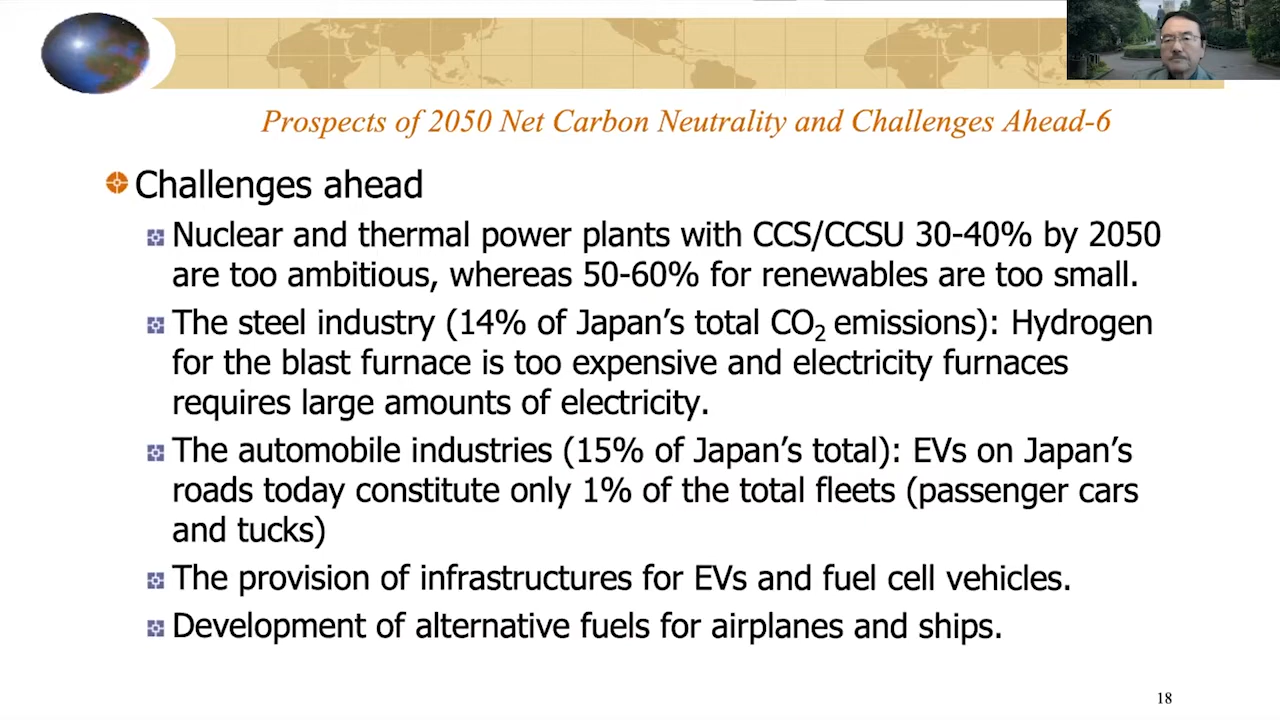 Prospects of 2050 Net Carbon Neutrality and Challenges Ahead-6
Challenges ahead
Nuclear and thermal power plants with CCS/CCSU 30-40% by 2050
are too ambitious, whereas 50-60% for renewables are too small.
The steel industry (14% of Japan's total CO2 emissions): Hydrogen
for the blast furnace is too expensive and electricity furnaces
requires large amounts of electricity.
The automobile industries (15% of Japan's total): EVs on Japan's
roads today constitute only 1% of the total fleets (passenger cars
and tucks)
The provision of infrastructures for EVs and fuel cell vehicles.
Development of alternative fuels for airplanes and ships.
18